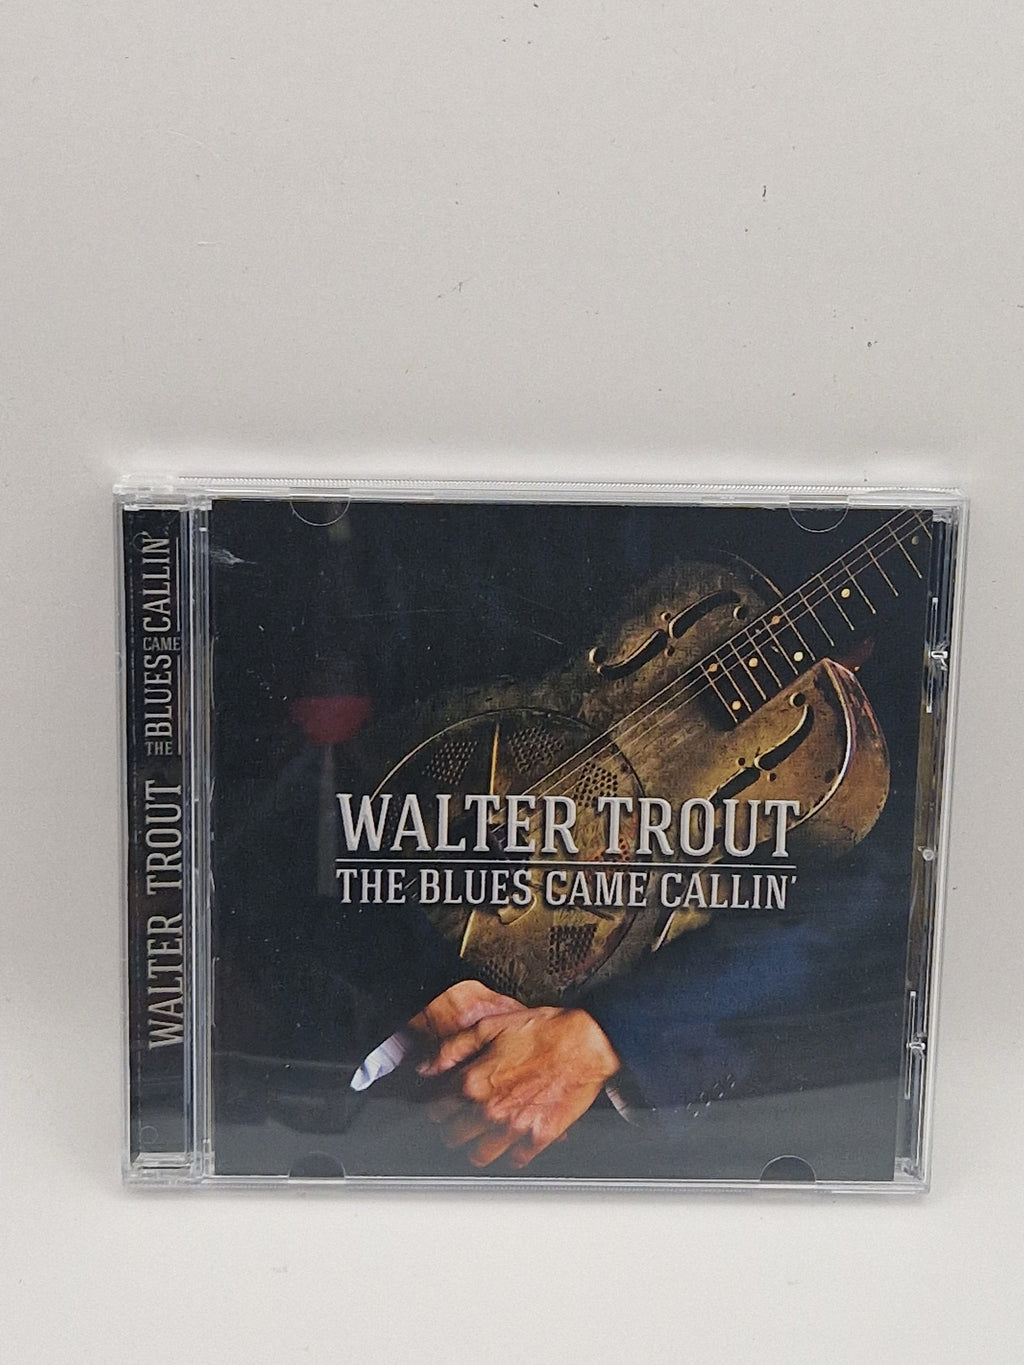 WALTER TROUT THE BLUES CAME CALLIN'
WALTER TROUT
THE BLUES CAME CALLIN'